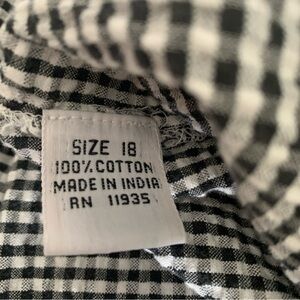 SIZE 18
100% COTTON
MADE IN INDIA
RN 11935